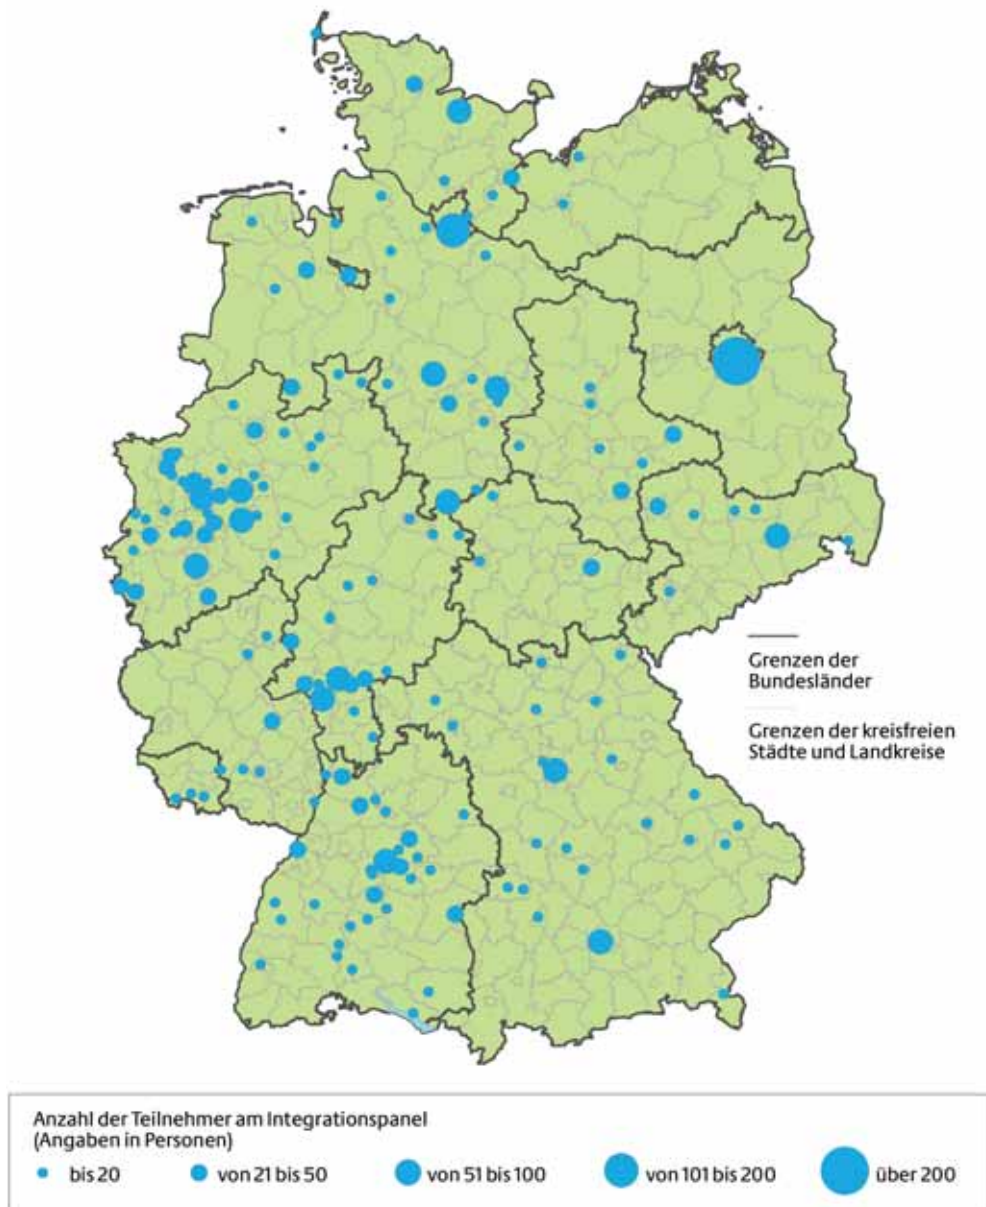 Grenzen der
Bundesländer
Grenzen der kreisfreien
Städte und Landkreise
Anzahl der Teilnehmer am Integrationspanel
(Angaben in Personen)
bis 20
von 21 bis 50
von 51 bis 100
von 101 bis 200
über 200